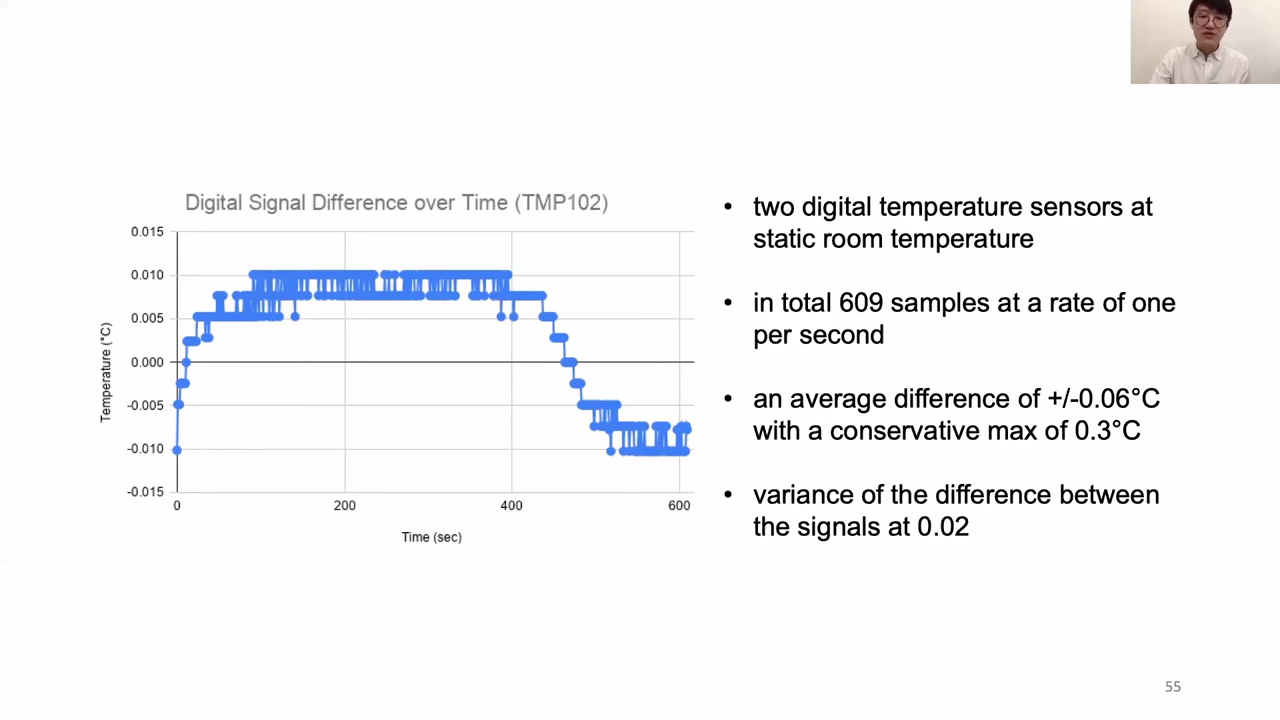 Digital Signal Difference over Time (TMP102)
0.015
0.010
0.005
0.000
-0.005
-0.010
-0.015
Temperature (°C)
0 200 400 600
Time (sec)
• two digital temperature sensors at
static room temperature
• in total 609 samples at a rate of one
per second
• an average difference of +/-0.06°C
with a conservative max of 0.3°C
• variance of the difference between
the signals at 0.02
55